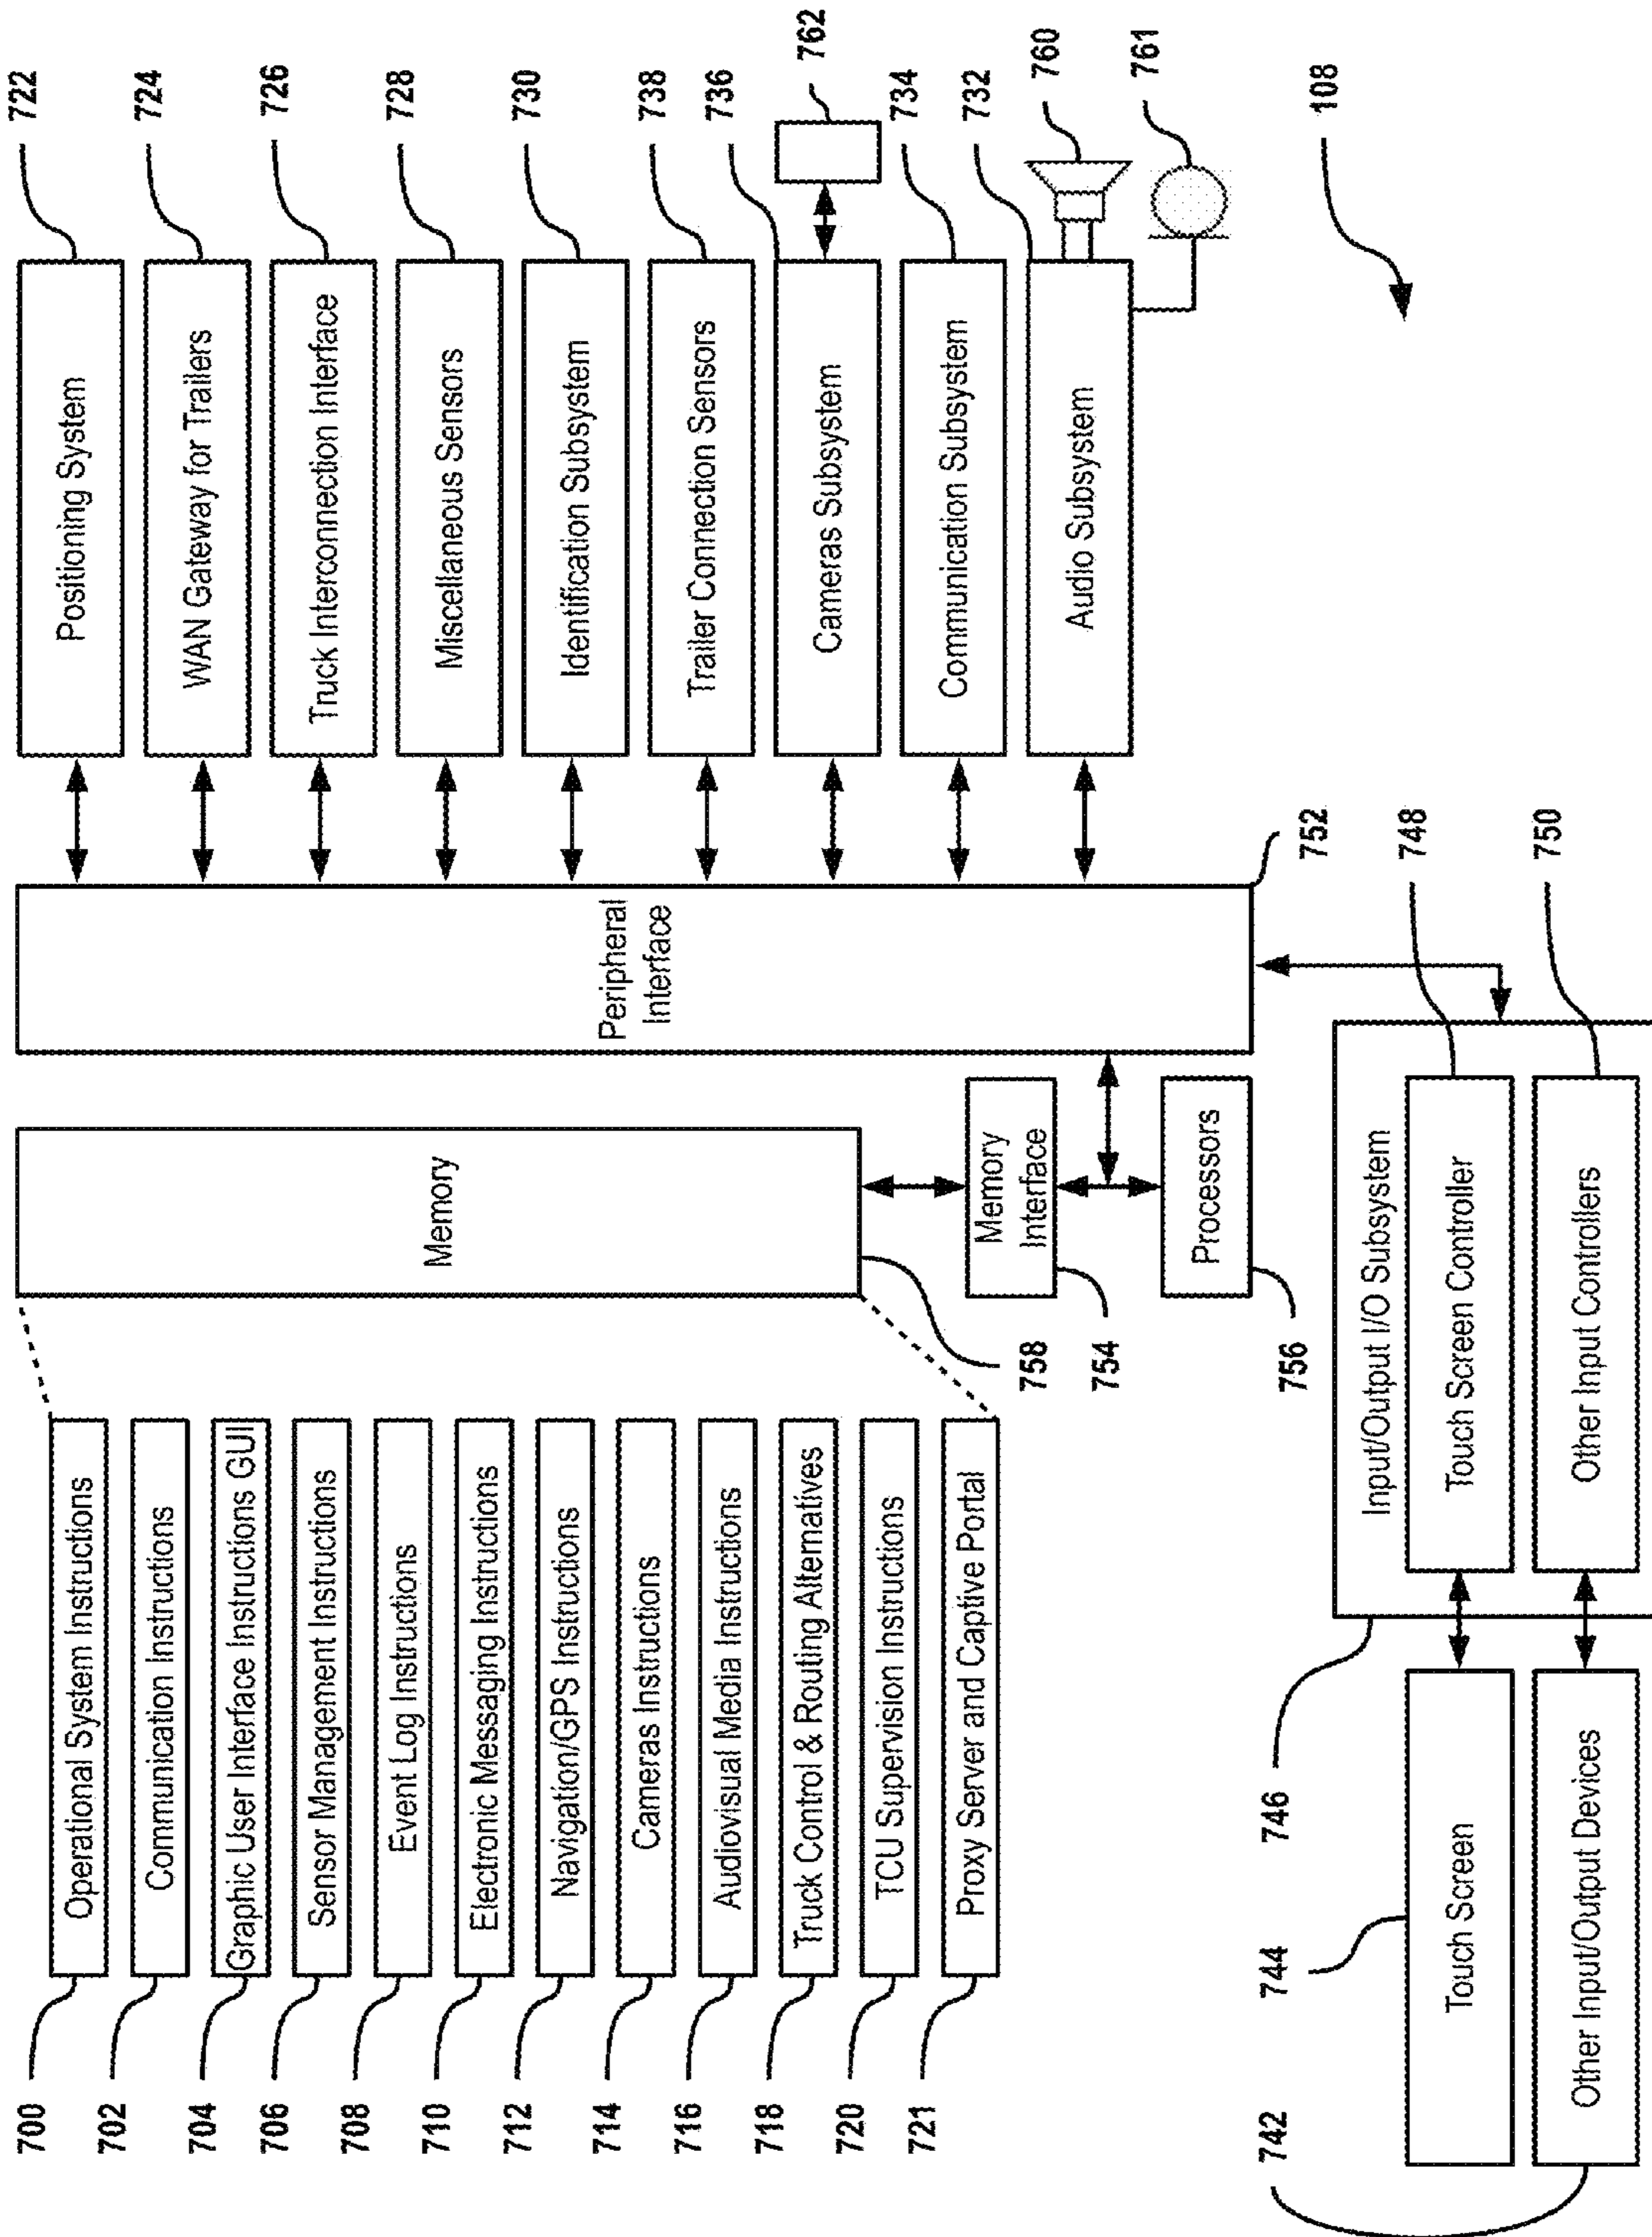 700
Operational System Instructions
702
Communication Instructions
704
Graphic User Interface Instructions GUI
706
Sensor Management Instructions
708
Event Log Instructions
710
Electronic Messaging Instructions
712
Navigation/GPS Instructions
714
Cameras Instructions
716
Audiovisual Media Instructions
718
Truck Control & Routing Alternatives
720
TCU Supervision Instructions
721
Proxy Server and Captive Portal
Memory
758
Memory
Interface
754
Processors
756
Peripheral
Interface
752
Positioning System
722
WAN Gateway for Trailers
724
Truck Interconnection Interface
726
Miscellaneous Sensors
728
Identification Subsystem
730
Trailer Connection Sensors
738
Cameras Subsystem
736
762
Communication Subsystem
734
Audio Subsystem
732
760
761
108
Input/Output I/O Subsystem
746
Touch Screen Controller
748
Other Input Controllers
750
Touch Screen
744
Other Input/Output Devices
742